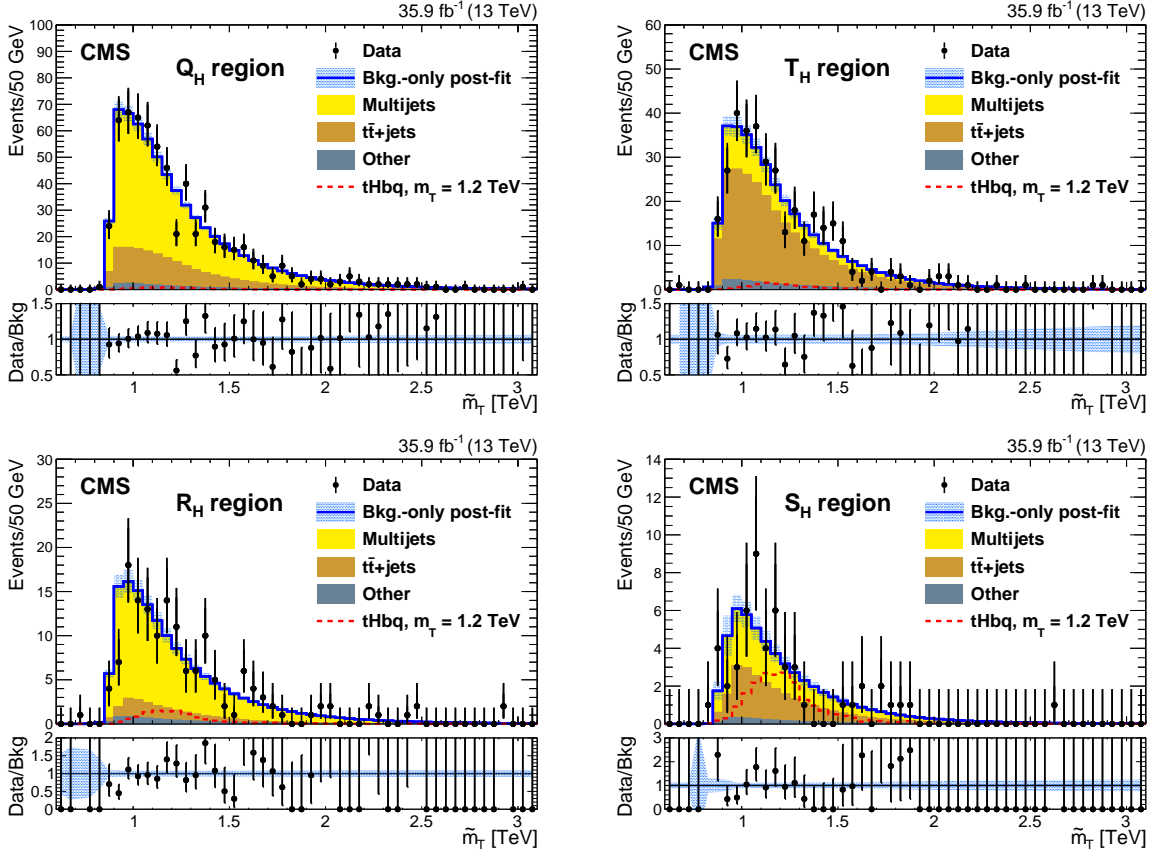 35.9 fb⁻¹ (13 TeV)
CMS
Q_H region
Data
Bkg.-only post-fit
Multijets
tt̄+jets
Other
tHbq, m_T = 1.2 TeV
Events/50 GeV
100
90
80
70
60
50
40
30
20
10
0
Data/Bkg
1.5
1
0.5
1
1.5
2
2.5
3
m̃_T [TeV]
35.9 fb⁻¹ (13 TeV)
CMS
T_H region
Data
Bkg.-only post-fit
Multijets
tt̄+jets
Other
tHbq, m_T = 1.2 TeV
Events/50 GeV
60
50
40
30
20
10
0
Data/Bkg
1.5
1
0.5
1
1.5
2
2.5
3
m̃_T [TeV]
35.9 fb⁻¹ (13 TeV)
CMS
R_H region
Data
Bkg.-only post-fit
Multijets
tt̄+jets
Other
tHbq, m_T = 1.2 TeV
Events/50 GeV
30
25
20
15
10
5
0
Data/Bkg
2
1.5
1
0.5
0
1
1.5
2
2.5
3
m̃_T [TeV]
35.9 fb⁻¹ (13 TeV)
CMS
S_H region
Data
Bkg.-only post-fit
Multijets
tt̄+jets
Other
tHbq, m_T = 1.2 TeV
Events/50 GeV
14
12
10
8
6
4
2
0
Data/Bkg
3
2
1
0
1
1.5
2
2.5
3
m̃_T [TeV]